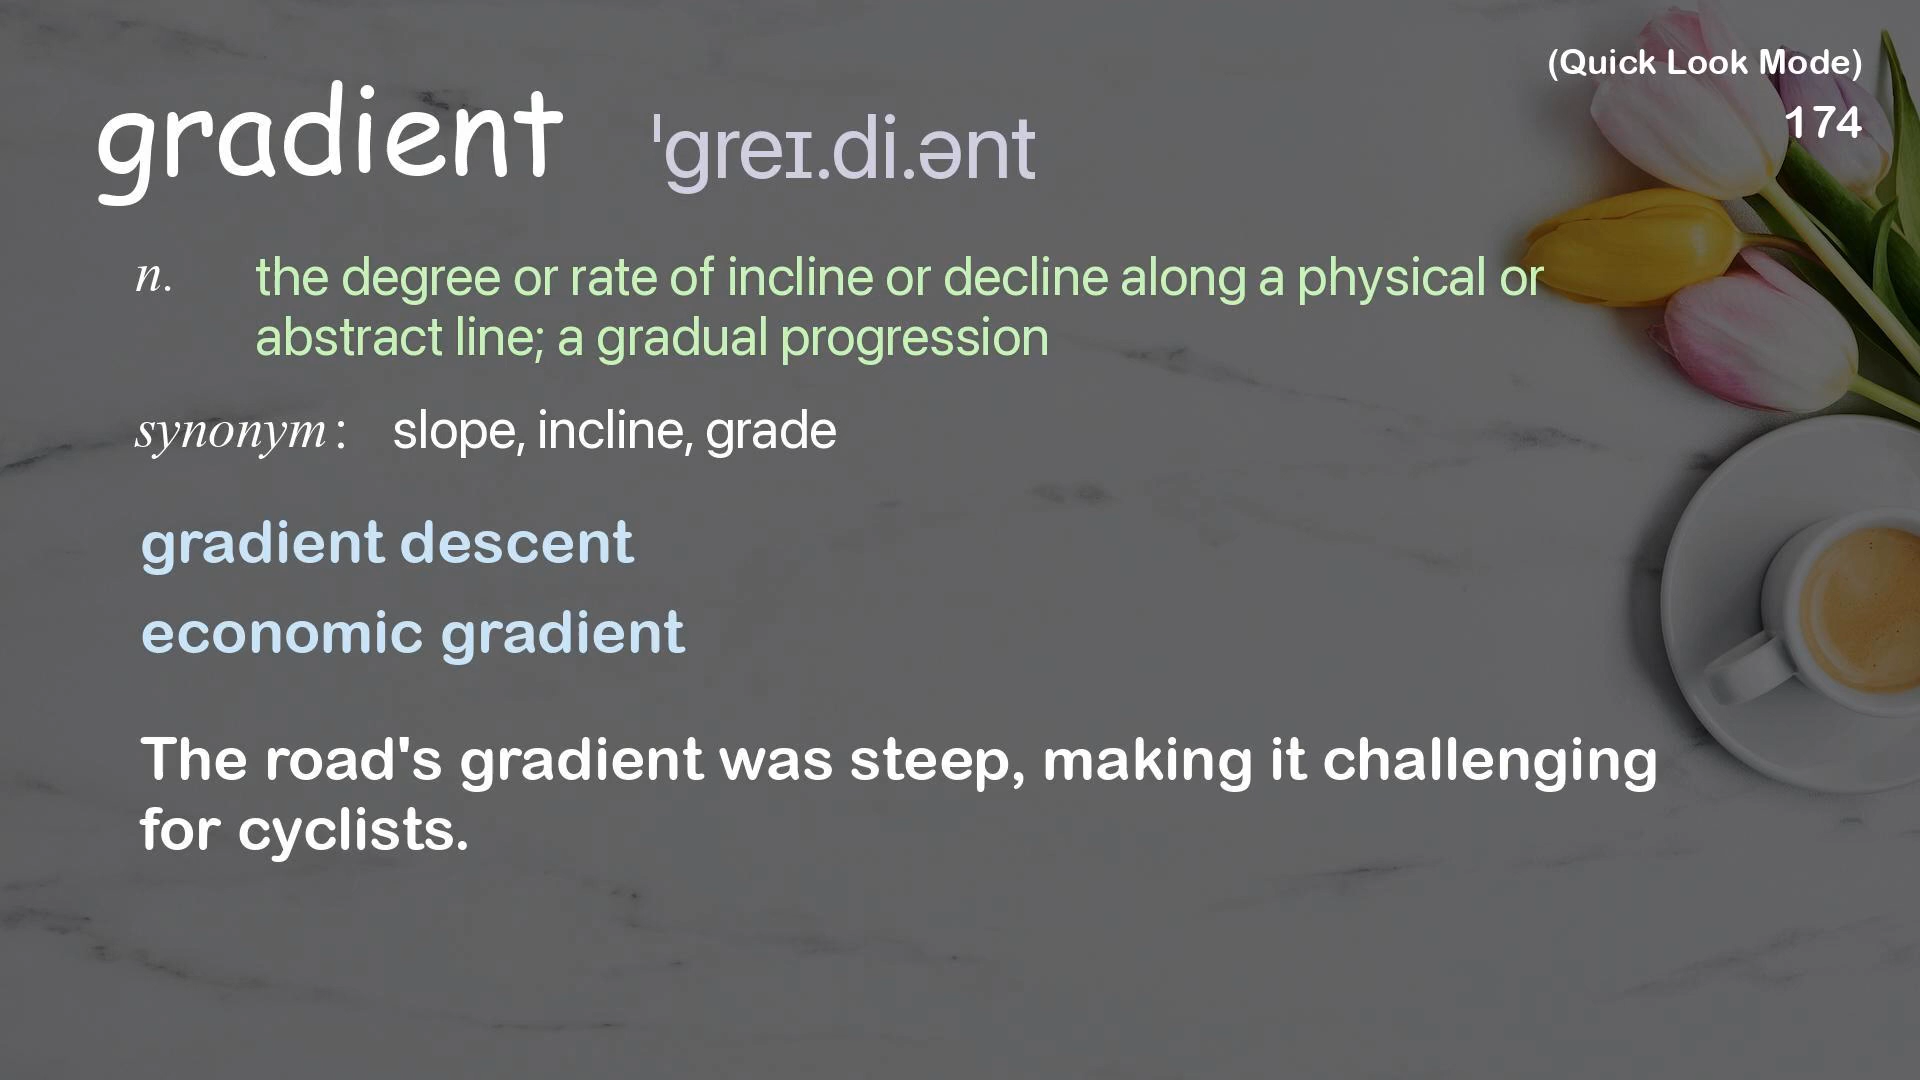 (Quick Look Mode)
174
gradient ˈgreɪ.di.ənt
n. the degree or rate of incline or decline along a physical or
abstract line; a gradual progression
synonym: slope, incline, grade
gradient descent
economic gradient
The road's gradient was steep, making it challenging
for cyclists.